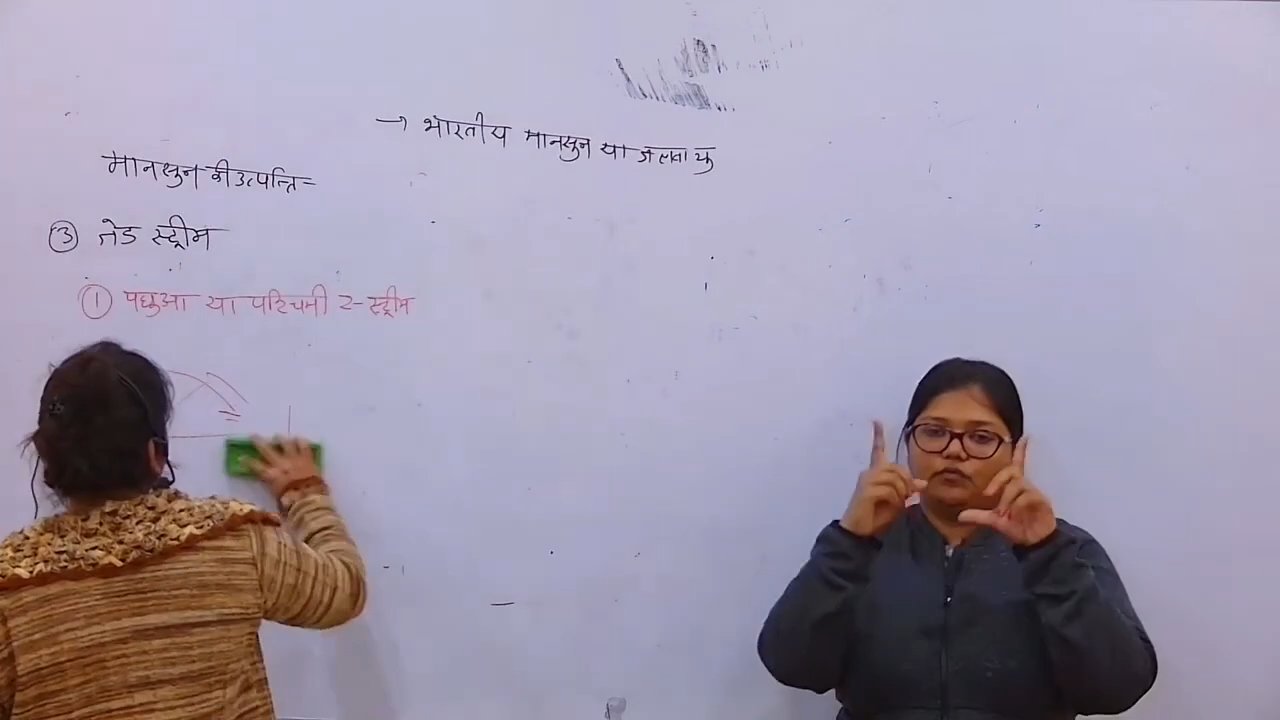 → भारतीय मानसून या जलवायु
मानसून की उत्पत्ति -
③ जेड स्ट्रीम
① पछुआ या पश्चिमी ट-स्ट्रीम